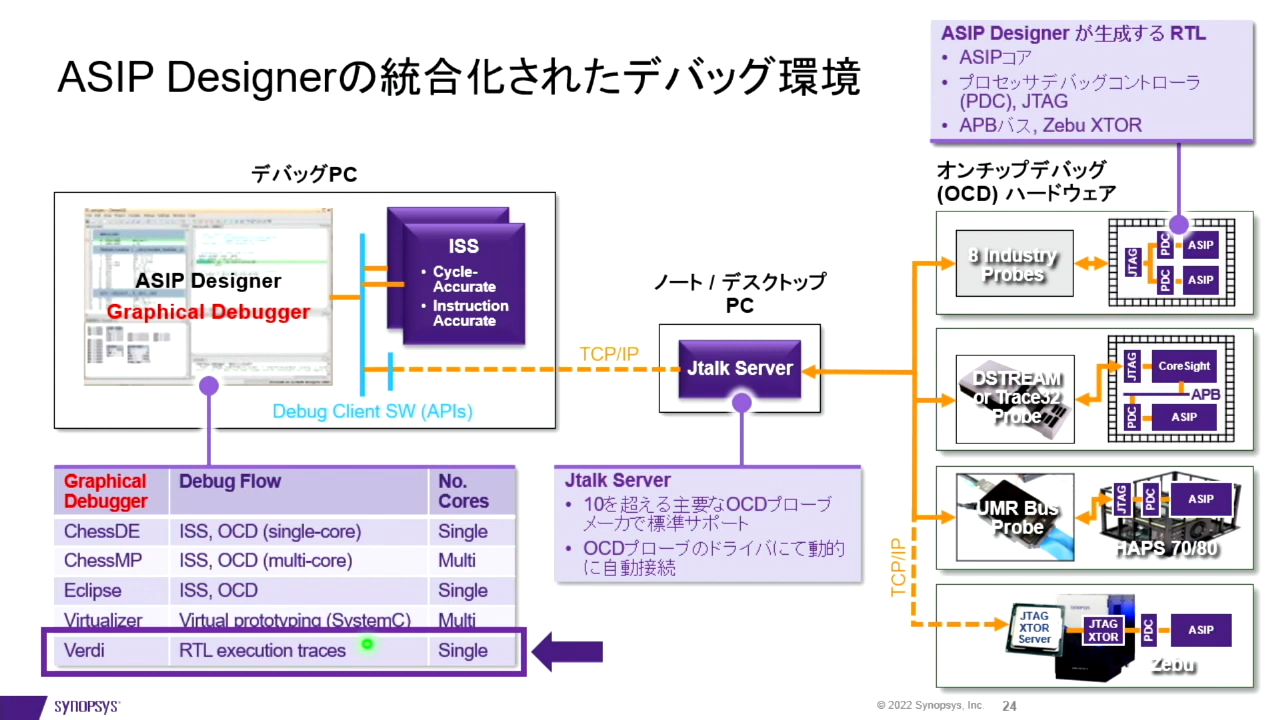 ASIP Designerの統合化されたデバッグ環境
ASIP Designer が生成する RTL
• ASIPコア
• プロセッサデバッグコントローラ
(PDC), JTAG
• APBバス, Zebu XTOR
デバッグPC
ASIP Designer
Graphical Debugger
ISS
• Cycle-
Accurate
• Instruction
Accurate
Debug Client SW (APIs)
TCP/IP
ノート / デスクトップ
PC
Jtalk Server
オンチップデバッグ
(OCD) ハードウェア
8 Industry
Probes
JTAG
PDC
ASIP
PDC
ASIP
DSTREAM
or Trace32
Probe
JTAG
CoreSight
APB
PDC
ASIP
UMR Bus
Probe
JTAG
PDC
ASIP
HAPS 70/80
TCP/IP
JTAG
XTOR
Server
SYNOPSYS
JTAG
XTOR
PDC
ASIP
Zebu
Graphical
Debugger
Debug Flow
No.
Cores
ChessDE
ISS, OCD (single-core)
Single
ChessMP
ISS, OCD (multi-core)
Multi
Eclipse
ISS, OCD
Single
Virtualizer
Virtual prototyping (SystemC)
Multi
Verdi
RTL execution traces
Single
Jtalk Server
• 10を超える主要なOCDプローブ
メーカで標準サポート
• OCDプローブのドライバにて動的
に自動接続
SYNOPSYS
© 2022 Synopsys, Inc.
24